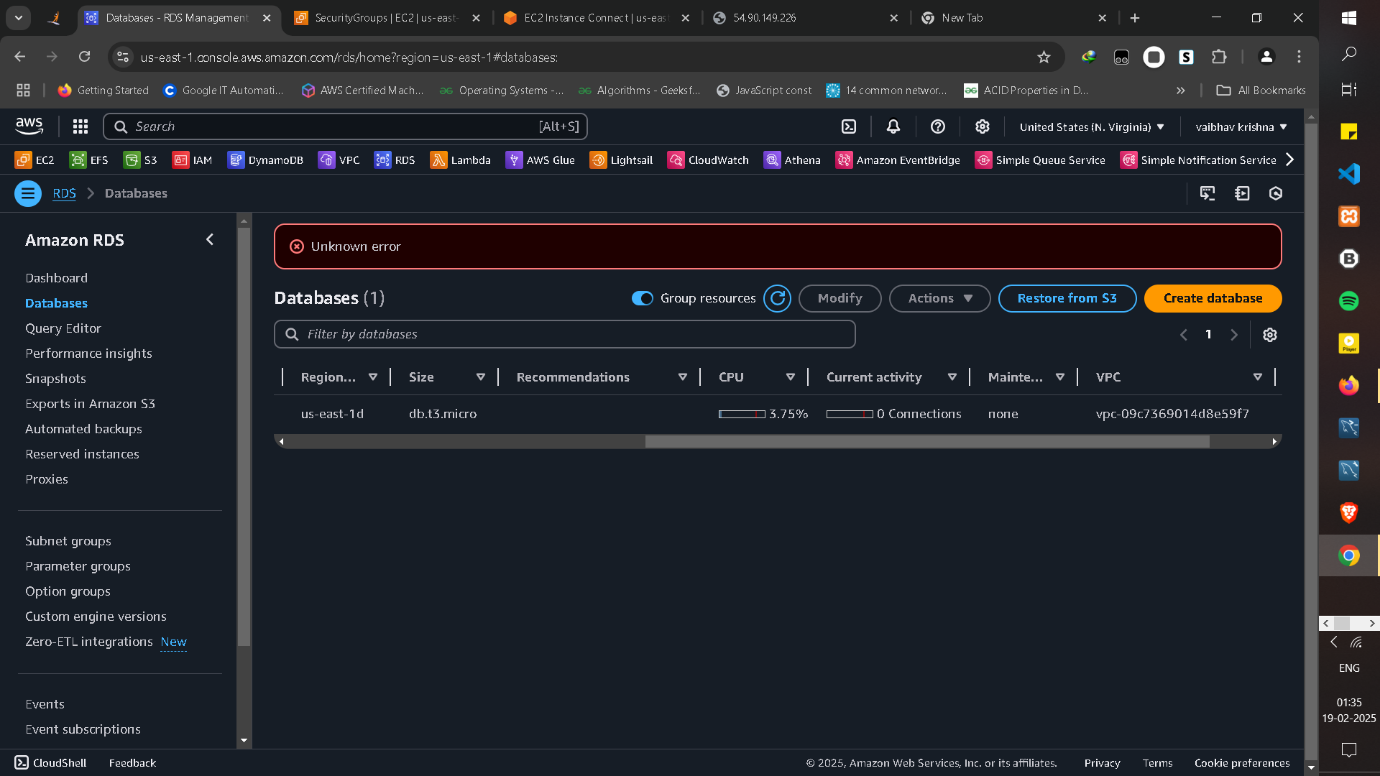 Databases - RDS Management
SecurityGroups | EC2 | us-east-
EC2 Instance Connect | us-eas
54.90.149.226
New Tab
us-east-1.console.aws.amazon.com/rds/home?region=us-east-1#databases:
Getting Started
Google IT Automati...
AWS Certified Mach...
Operating Systems -...
Algorithms - Geeksf...
JavaScript const
14 common networ...
ACID Properties in D...
All Bookmarks
aws
Search
[Alt+S]
United States (N. Virginia)
vaibhav krishna
EC2
EFS
S3
IAM
DynamoDB
VPC
RDS
Lambda
AWS Glue
Lightsail
CloudWatch
Athena
Amazon EventBridge
Simple Queue Service
Simple Notification Service
RDS
Databases
Amazon RDS
Dashboard
Databases
Query Editor
Performance insights
Snapshots
Exports in Amazon S3
Automated backups
Reserved instances
Proxies
Subnet groups
Parameter groups
Option groups
Custom engine versions
Zero-ETL integrations New
Events
Event subscriptions
Unknown error
Databases (1)
Group resources
Modify
Actions
Restore from S3
Create database
Filter by databases
1
Region...
Size
Recommendations
CPU
Current activity
Mainte...
VPC
us-east-1d
db.t3.micro
3.75%
0 Connections
none
vpc-09c7369014d8e59f7
CloudShell
Feedback
© 2025, Amazon Web Services, Inc. or its affiliates.
Privacy
Terms
Cookie preferences
ENG
01:35
19-02-2025